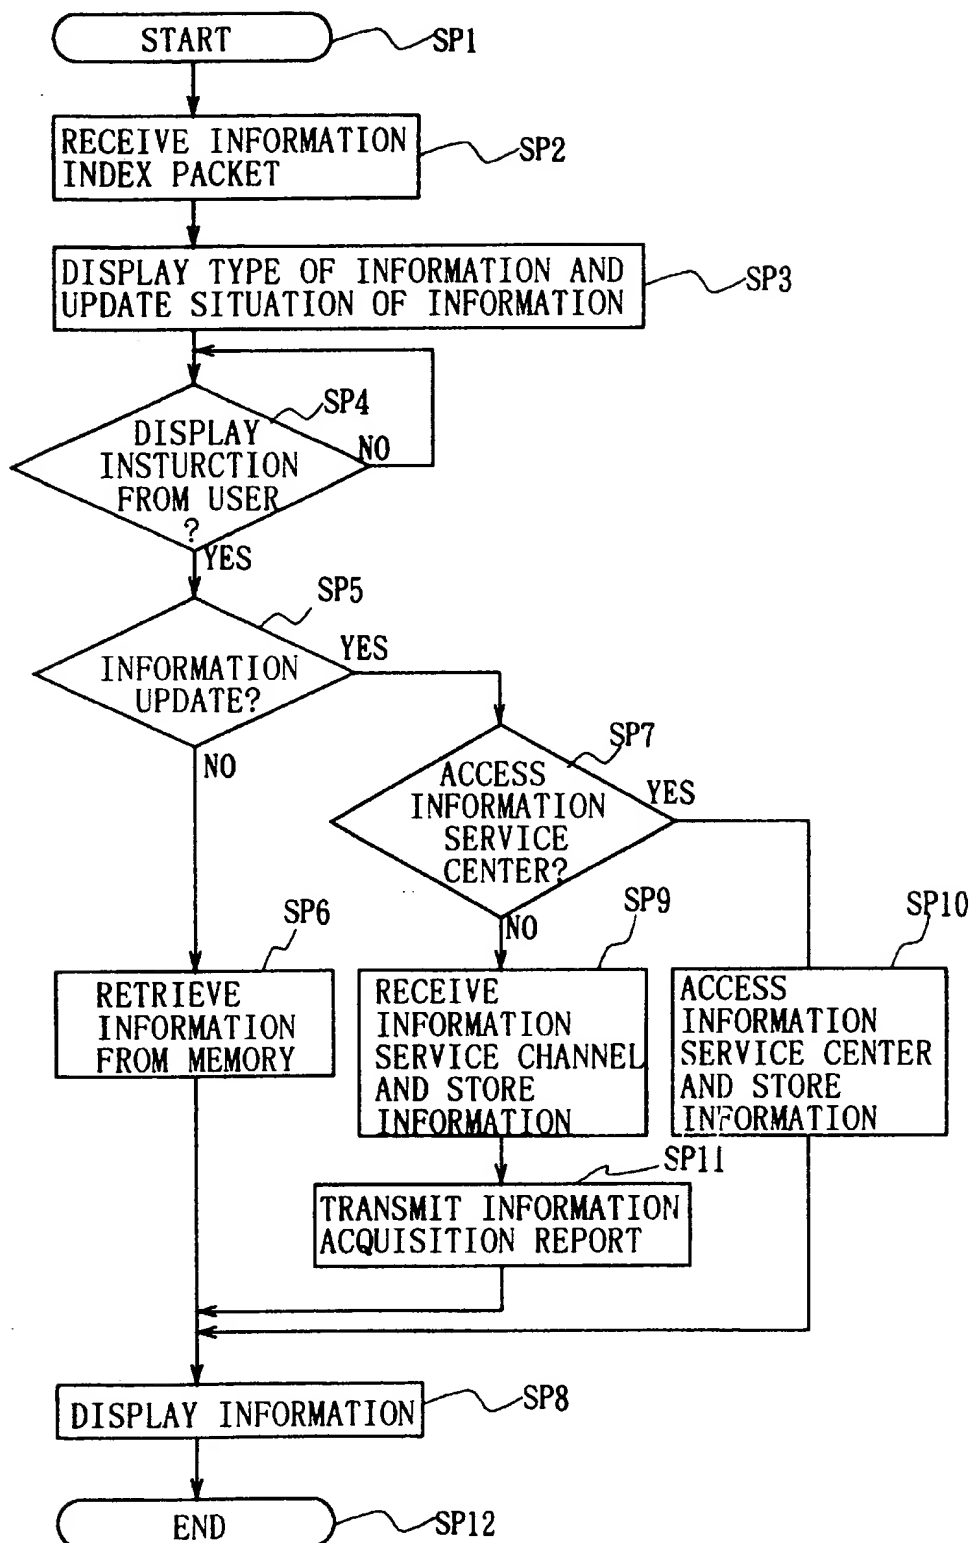 START
SP1
RECEIVE INFORMATION
INDEX PACKET
SP2
DISPLAY TYPE OF INFORMATION AND
UPDATE SITUATION OF INFORMATION
SP3
SP4
DISPLAY
INSTURCTION
FROM USER
?
NO
YES
SP5
INFORMATION
UPDATE?
YES
NO
SP7
ACCESS
INFORMATION
SERVICE
CENTER?
YES
NO
SP6
RETRIEVE
INFORMATION
FROM MEMORY
SP9
RECEIVE
INFORMATION
SERVICE CHANNEL
AND STORE
INFORMATION
SP10
ACCESS
INFORMATION
SERVICE CENTER
AND STORE
INFORMATION
SP11
TRANSMIT INFORMATION
ACQUISITION REPORT
DISPLAY INFORMATION
SP8
END
SP12